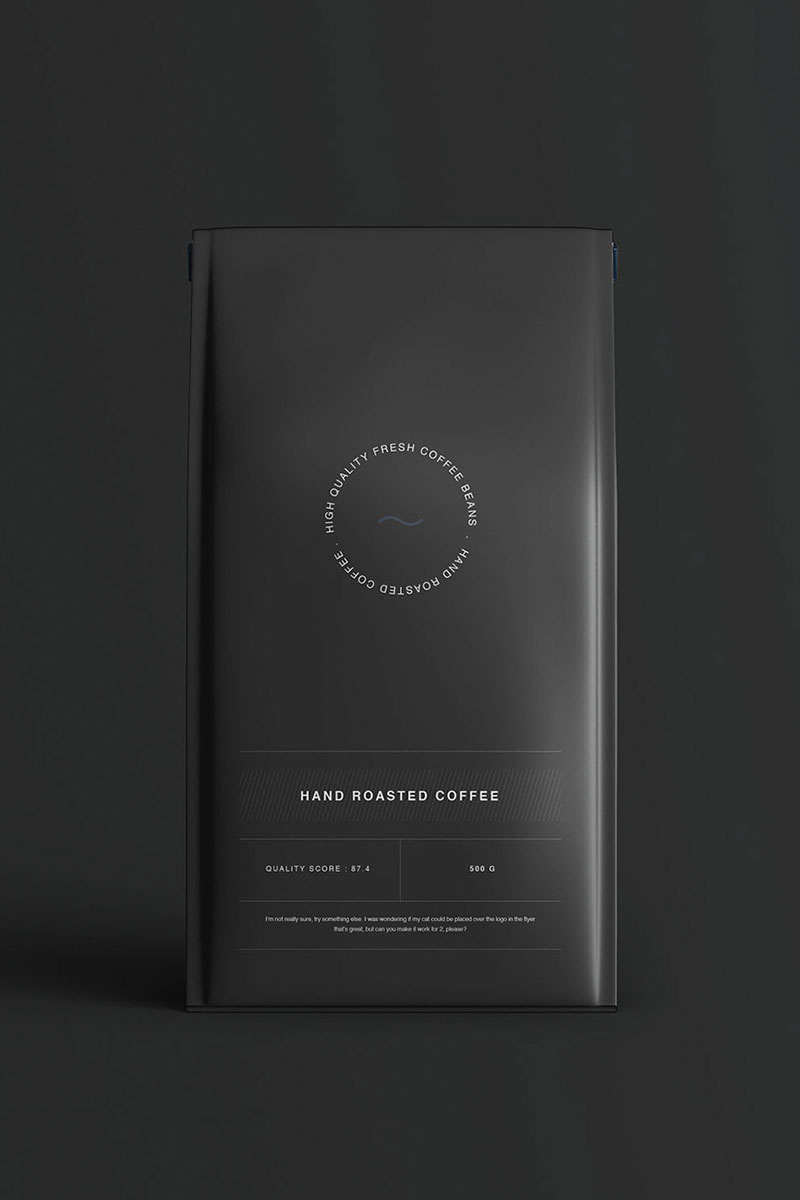 HIGH QUALITY FRESH COFFEE BEANS · HAND ROASTED COFFEE ·
HAND ROASTED COFFEE
QUALITY SCORE : 87.4
500 G
I'm not really sure, try something else. I was wondering if my cat could be placed over the logo in the flyer
that's great, but can you make it work for 2, please?